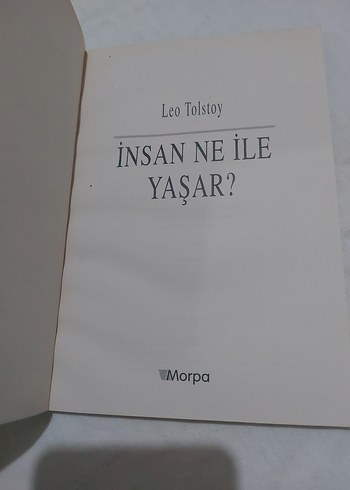 Leo Tolstoy
İNSAN NE İLE
YAŞAR?
Morpa